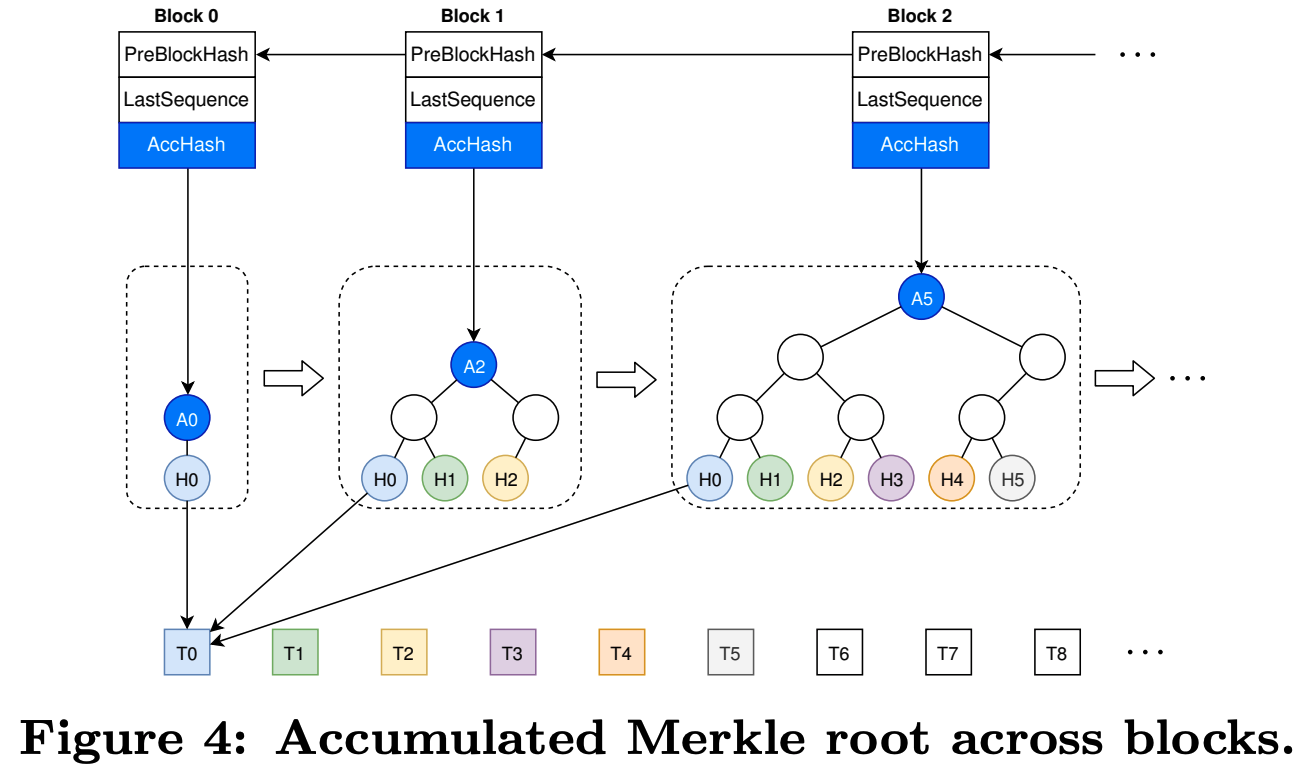 Block 0 Block 1 Block 2
PreBlockHash PreBlockHash PreBlockHash ...
LastSequence LastSequence LastSequence
AccHash AccHash AccHash
A5
A2
...
A0
H0 H0 H1 H2 H0 H1 H2 H3 H4 H5
T0 T1 T2 T3 T4 T5 T6 T7 T8 ...
Figure 4: Accumulated Merkle root across blocks.